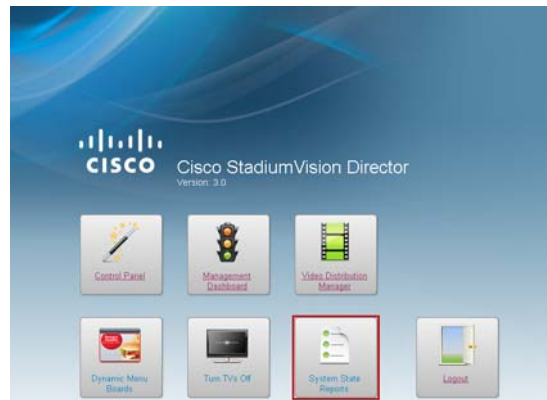 CISCO
Cisco StadiumVision Director
Version: 3.0
Control Panel
Management
Dashboard
Video Distribution
Manager
Dynamic Menu
Boards
Turn TVs Off
System State
Reports
Logout